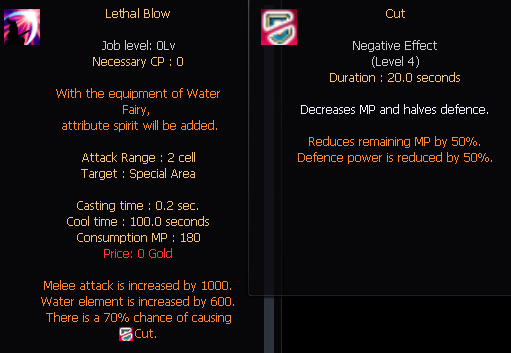 Lethal Blow
Job level: 0Lv
Necessary CP : 0
With the equipment of Water
Fairy,
attribute spirit will be added.
Attack Range : 2 cell
Target : Special Area
Casting time : 0.2 sec.
Cool time : 100.0 seconds
Consumption MP : 180
Price: 0 Gold
Melee attack is increased by 1000.
Water element is increased by 600.
There is a 70% chance of causing
Cut.
Cut
Negative Effect
(Level 4)
Duration : 20.0 seconds
Decreases MP and halves defence.
Reduces remaining MP by 50%.
Defence power is reduced by 50%.